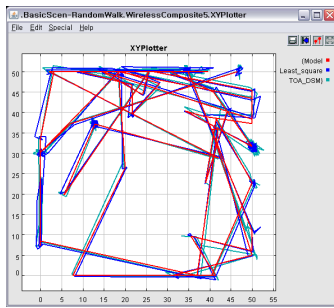 .BasicScen-RandomWalk.WirelessComposite5.XYPlotter
File Edit Special Help
XYPlotter
(Model
Least_square
TOA_DSM)
50
45
40
35
30
25
20
15
10
5
0
0 5 10 15 20 25 30 35 40 45 50 55